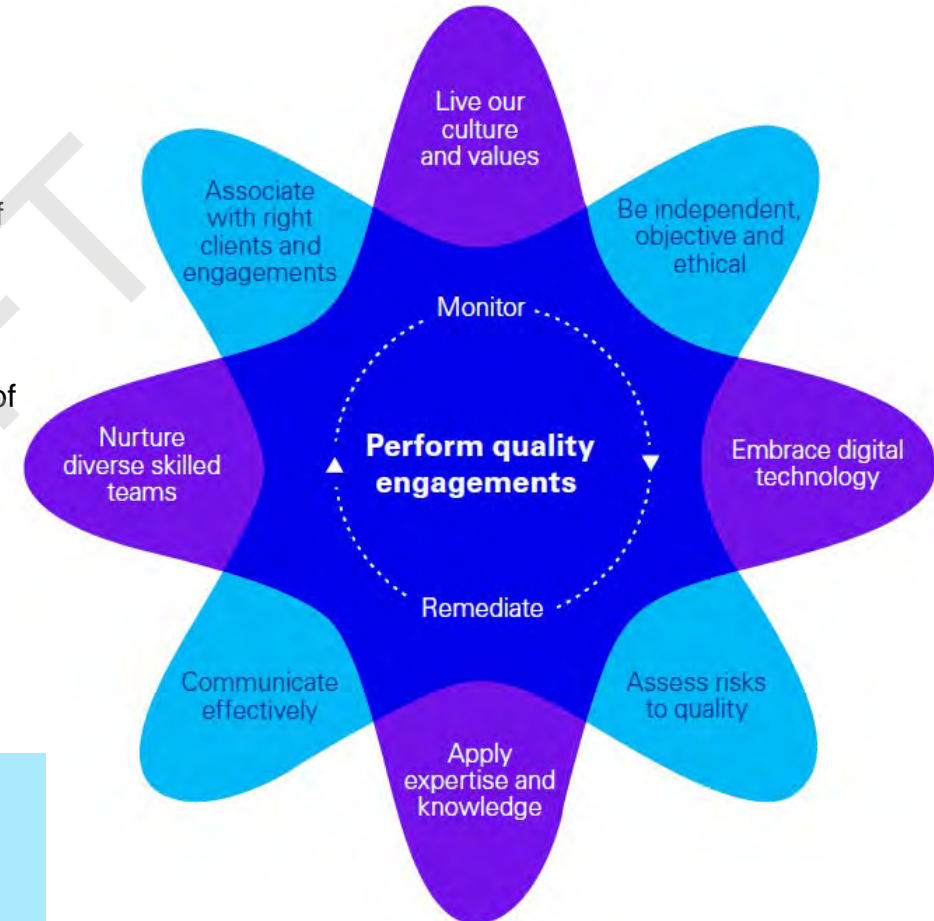 Live our
culture
and values
Associate
with right
clients and
engagements
Be independent,
objective and
ethical
Monitor
Nurture
diverse skilled
teams
Perform quality
engagements
Embrace digital
technology
Remediate
Communicate
effectively
Assess risks
to quality
Apply
expertise and
knowledge
of